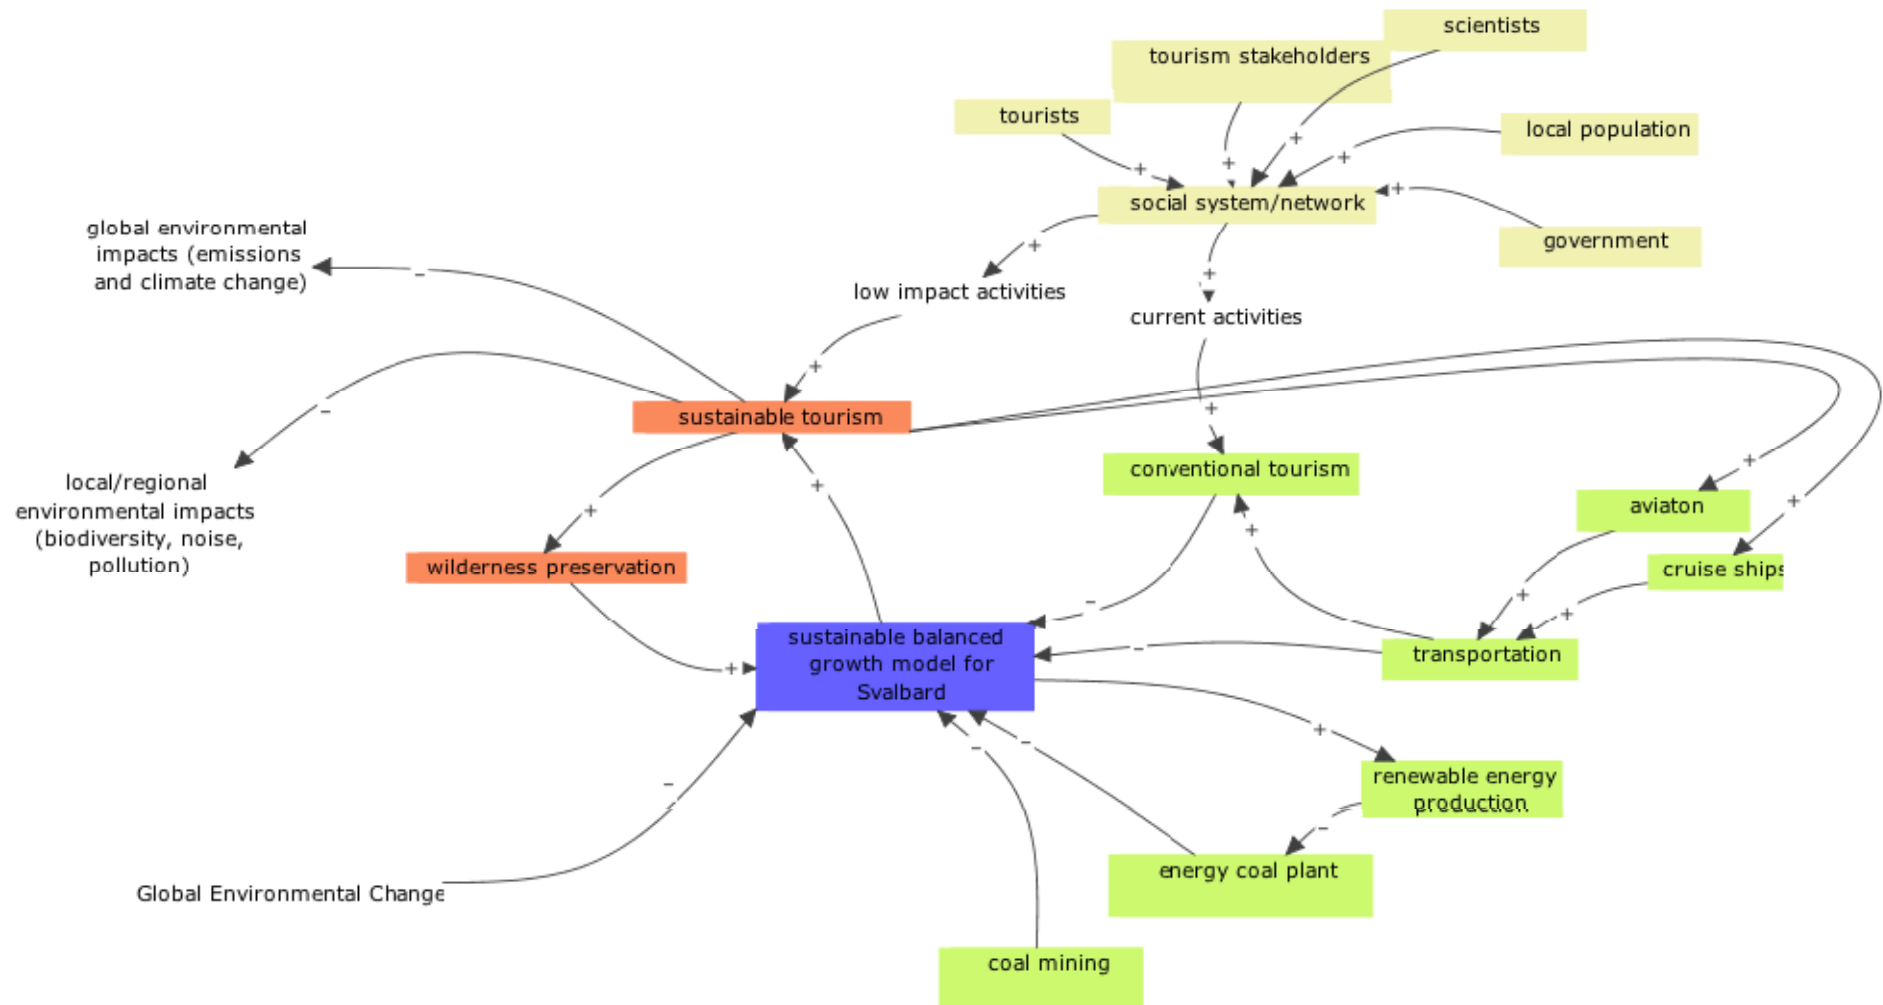 scientists
tourism stakeholders
tourists
local population
social system/network
government
global environmental
impacts (emissions
and climate change)
low impact activities
current activities
sustainable tourism
conventional tourism
local/regional
environmental impacts
(biodiversity, noise,
pollution)
aviaton
wilderness preservation
cruise ships
sustainable balanced
growth model for
Svalbard
transportation
renewable energy
production
energy coal plant
Global Environmental Change
coal mining